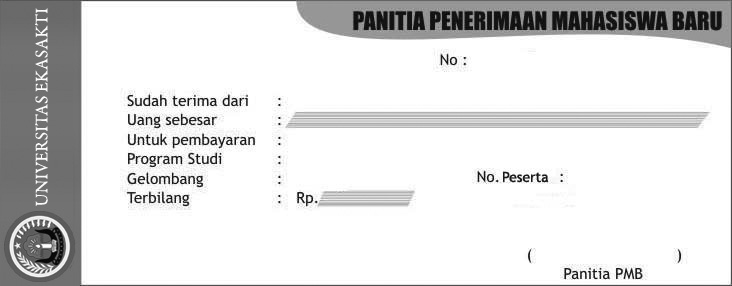 PANITIA PENERIMAAN MAHASISWA BARU
UNIVERSITAS EKASAKTI
No :
Sudah terima dari :
Uang sebesar :
Untuk pembayaran :
Program Studi :
Gelombang : No. Peserta :
Terbilang : Rp.
( )
Panitia PMB